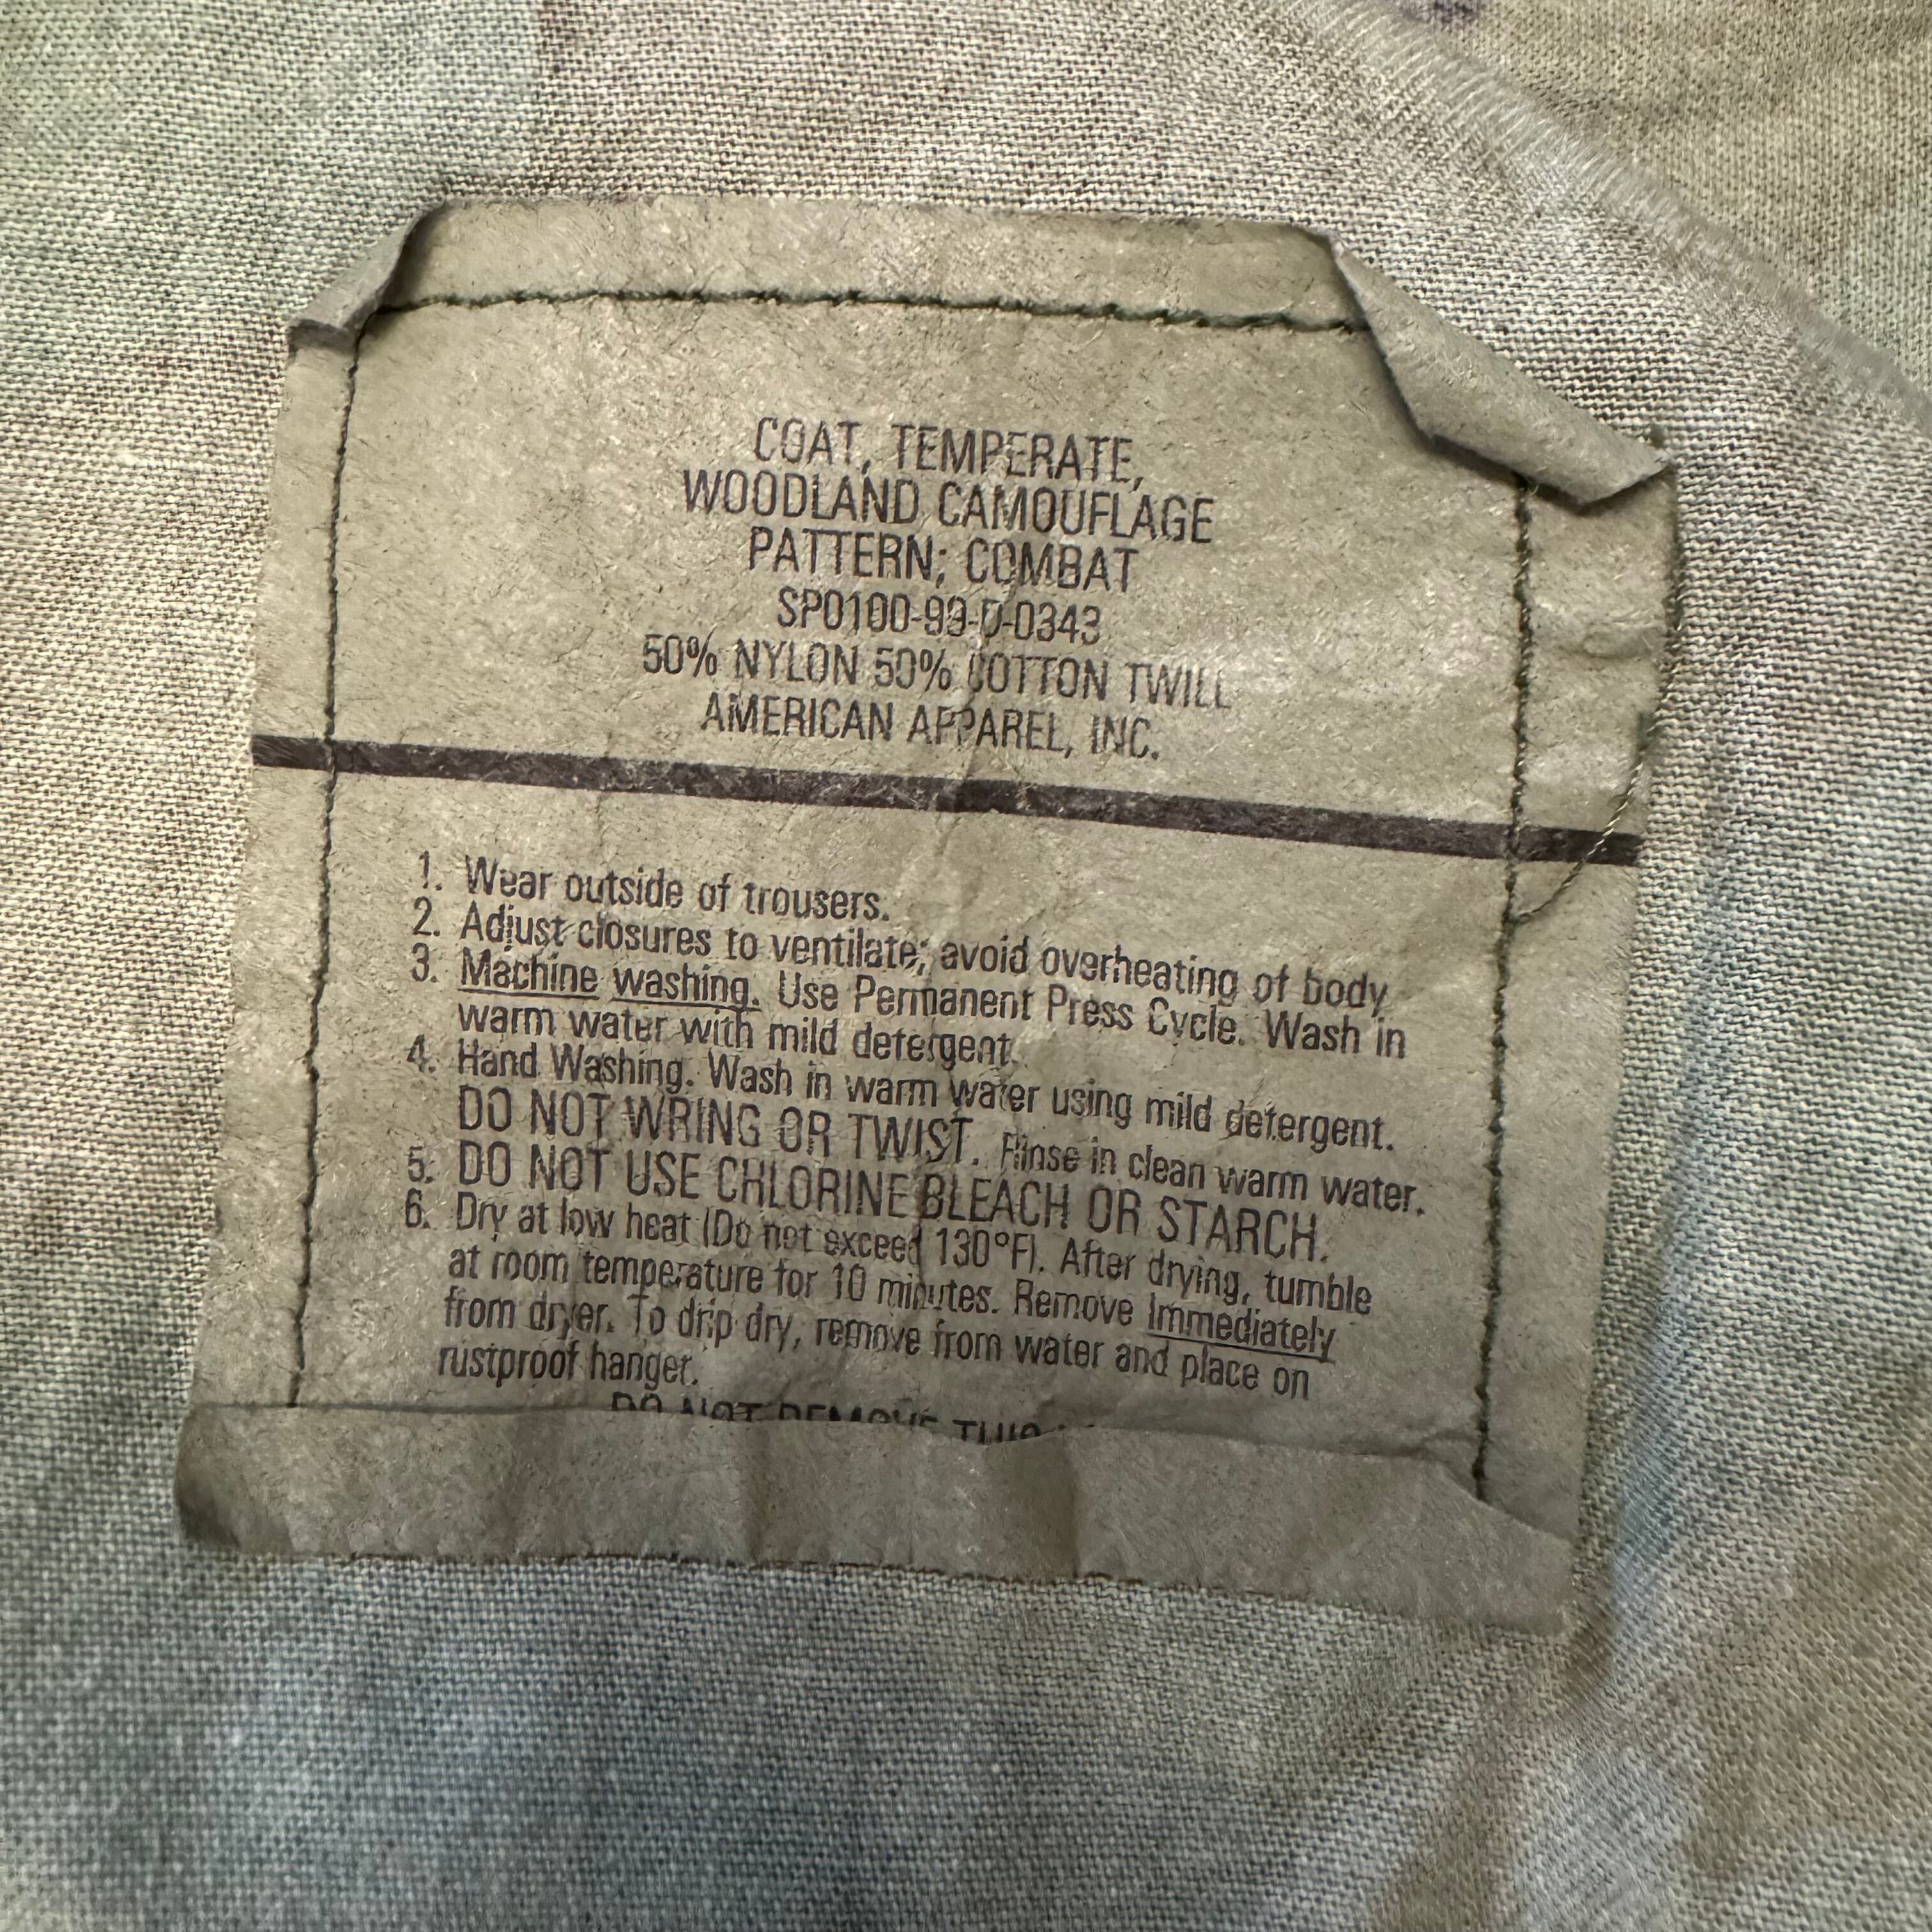 COAT, TEMPERATE,
WOODLAND CAMOUFLAGE
PATTERN; COMBAT
SP0100-99-D-0343
50% NYLON 50% COTTON TWILL
AMERICAN APPAREL, INC.
1. Wear outside of trousers.
2. Adjust closures to ventilate; avoid overheating of body
3. Machine washing. Use Permanent Press Cycle. Wash in
warm water with mild detergent.
4. Hand Washing. Wash in warm water using mild detergent.
DO NOT WRING OR TWIST. Rinse in clean warm water.
5. DO NOT USE CHLORINE BLEACH OR STARCH.
6. Dry at low heat (Do not exceed 130°F). After drying, tumble
at room temperature for 10 minutes. Remove Immediately
from dryer. To drip dry, remove from water and place on
rustproof hanger.
DO NOT REMOVE THIS